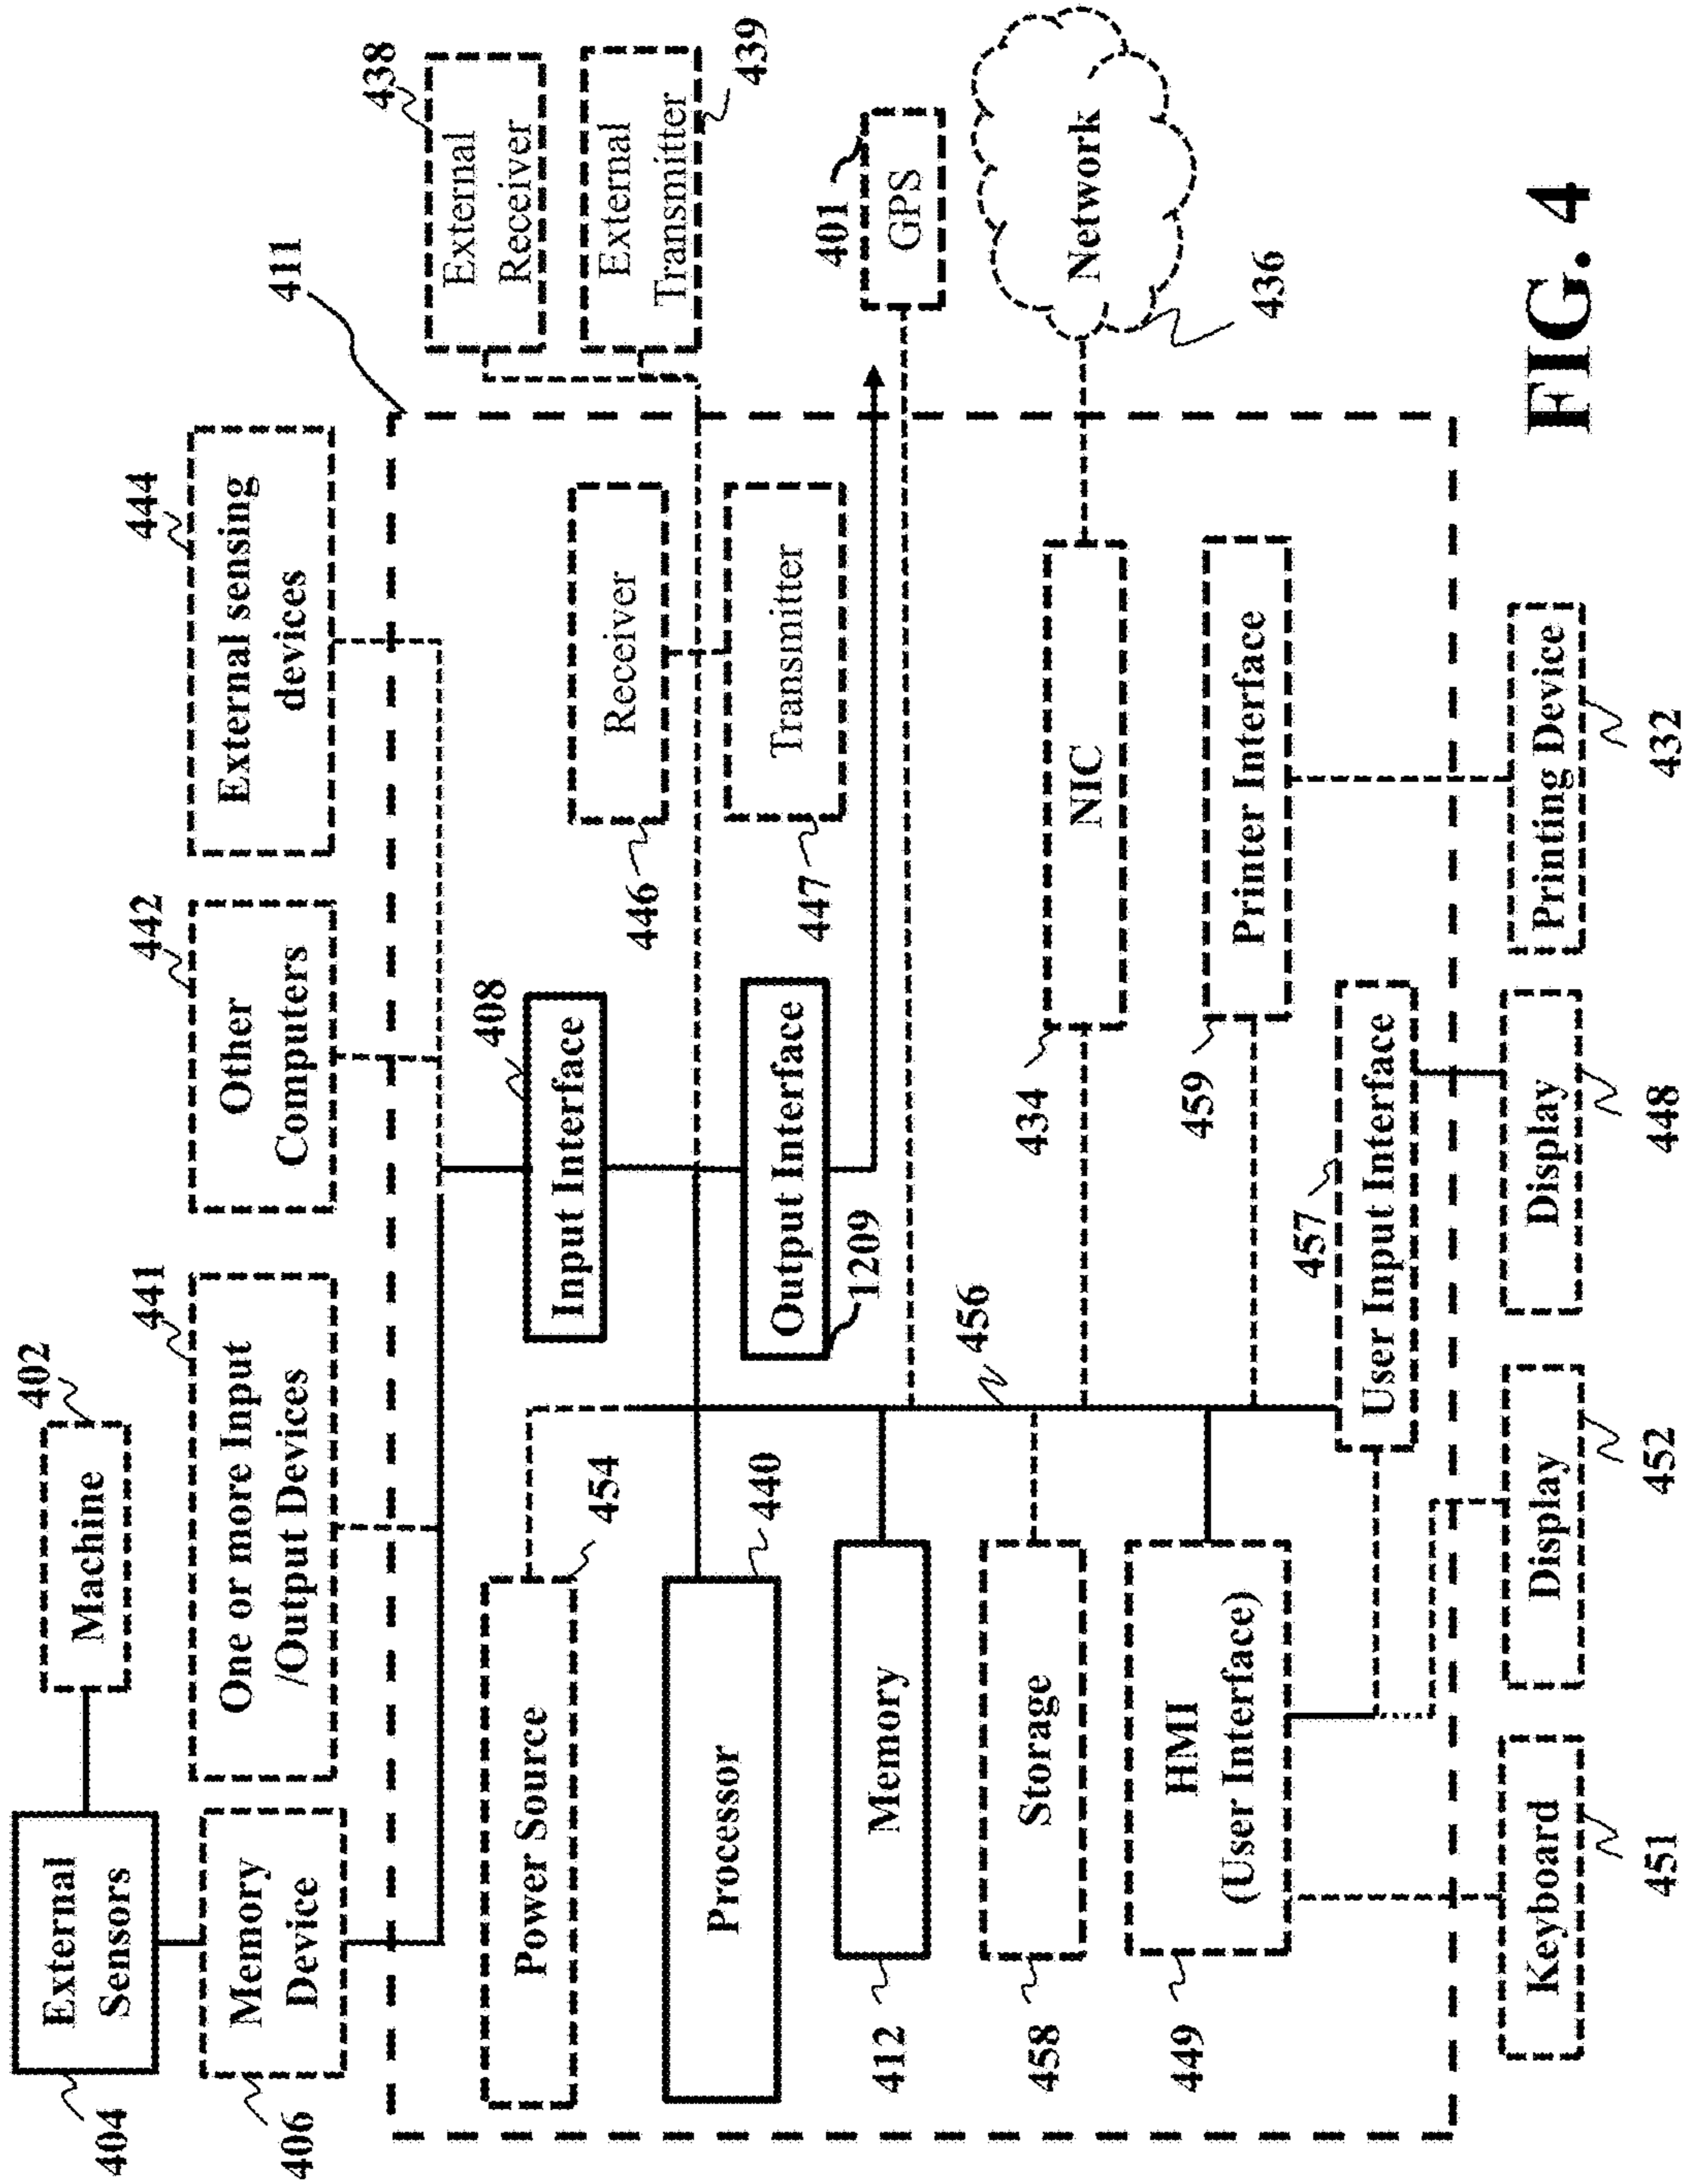 404
External
Sensors
Machine
402
406
Memory
Device
One or more Input
/Output Devices
441
Other
Computers
442
External sensing
devices
444
411
External
Receiver
438
External
Transmitter
439
Power Source
454
Input Interface
408
Receiver
446
Processor
440
Output Interface
1209
Transmitter
447
401
GPS
412
Memory
456
458
Storage
434
NIC
Network
436
449
HMI
(User Interface)
459
Printer Interface
457
User Input Interface
Keyboard
451
Display
452
Display
448
Printing Device
432
FIG. 4